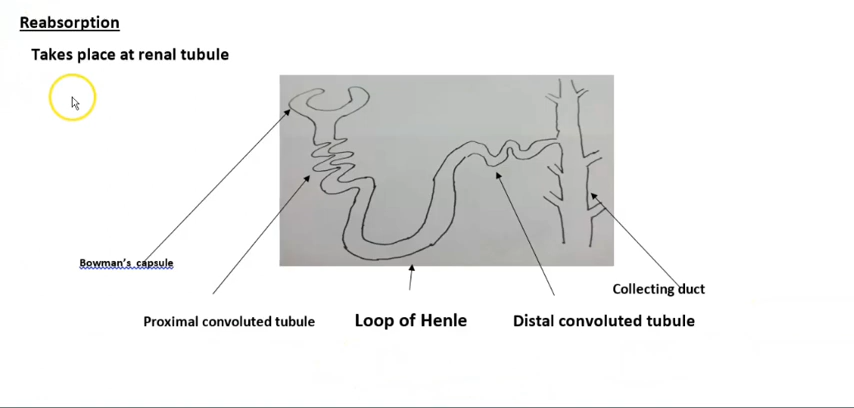 Reabsorption
Takes place at renal tubule
Bowman's capsule
Collecting duct
Proximal convoluted tubule
Loop of Henle
Distal convoluted tubule